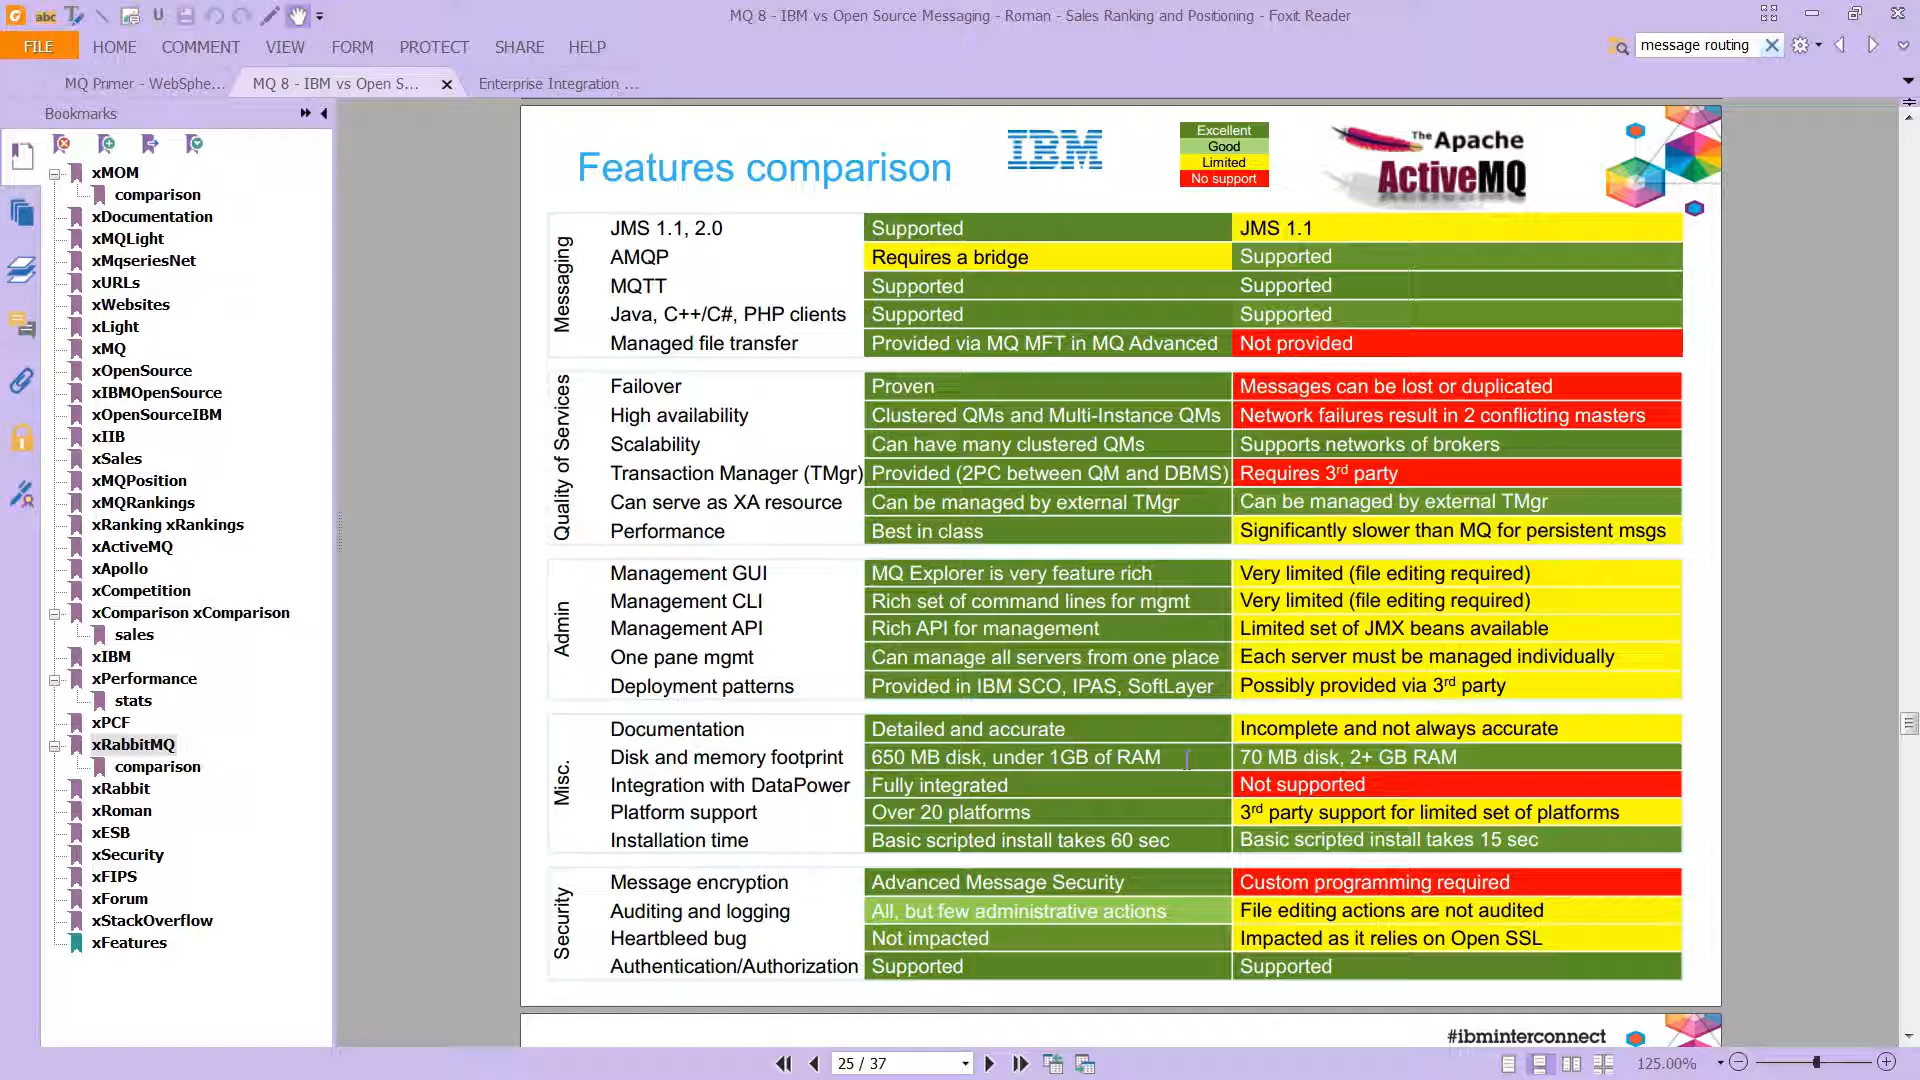 MQ 8 - IBM vs Open Source Messaging - Roman - Sales Ranking and Positioning - Foxit Reader
FILE HOME COMMENT VIEW FORM PROTECT SHARE HELP
message routing
MQ Primer - WebSphe...
MQ 8 - IBM vs Open S...
Enterprise Integration ...
Bookmarks
xMOM
comparison
xDocumentation
xMQLight
xMqseriesNet
xURLs
xWebsites
xLight
xMQ
xOpenSource
xIBMOpenSource
xOpenSourceIBM
xIIB
xSales
xMQPosition
xMQRankings
xRanking xRankings
xActiveMQ
xApollo
xCompetition
xComparison xComparison
sales
xIBM
xPerformance
stats
xPCF
xRabbitMQ
comparison
xRabbit
xRoman
xESB
xSecurity
xFIPS
xForum
xStackOverflow
xFeatures
Features comparison
IBM
Excellent
Good
Limited
No support
The Apache
ActiveMQ
Messaging
JMS 1.1, 2.0 Supported JMS 1.1
AMQP Requires a bridge Supported
MQTT Supported Supported
Java, C++/C#, PHP clients Supported Supported
Managed file transfer Provided via MQ MFT in MQ Advanced Not provided
Quality of Services
Failover Proven Messages can be lost or duplicated
High availability Clustered QMs and Multi-Instance QMs Network failures result in 2 conflicting masters
Scalability Can have many clustered QMs Supports networks of brokers
Transaction Manager (TMgr) Provided (2PC between QM and DBMS) Requires 3rd party
Can serve as XA resource Can be managed by external TMgr Can be managed by external TMgr
Performance Best in class Significantly slower than MQ for persistent msgs
Admin
Management GUI MQ Explorer is very feature rich Very limited (file editing required)
Management CLI Rich set of command lines for mgmt Very limited (file editing required)
Management API Rich API for management Limited set of JMX beans available
One pane mgmt Can manage all servers from one place Each server must be managed individually
Deployment patterns Provided in IBM SCO, IPAS, SoftLayer Possibly provided via 3rd party
Misc.
Documentation Detailed and accurate Incomplete and not always accurate
Disk and memory footprint 650 MB disk, under 1GB of RAM 70 MB disk, 2+ GB RAM
Integration with DataPower Fully integrated Not supported
Platform support Over 20 platforms 3rd party support for limited set of platforms
Installation time Basic scripted install takes 60 sec Basic scripted install takes 15 sec
Security
Message encryption Advanced Message Security Custom programming required
Auditing and logging All, but few administrative actions File editing actions are not audited
Heartbleed bug Not impacted Impacted as it relies on Open SSL
Authentication/Authorization Supported Supported
#ibminterconnect
25 / 37
125.00%